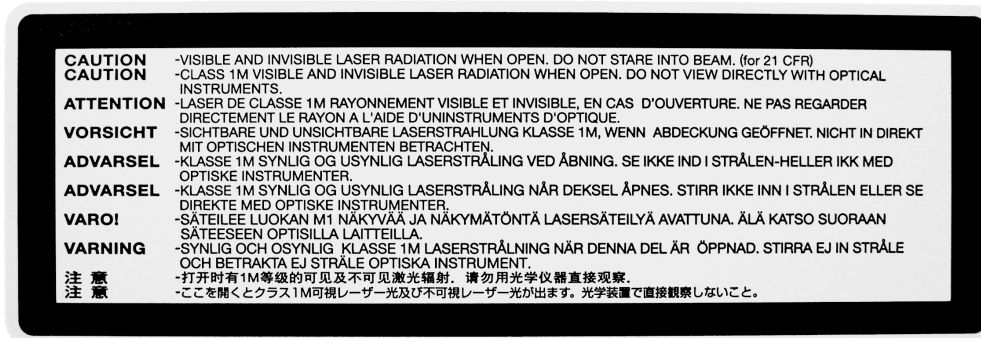 CAUTION -VISIBLE AND INVISIBLE LASER RADIATION WHEN OPEN. DO NOT STARE INTO BEAM. (for 21 CFR)
CAUTION -CLASS 1M VISIBLE AND INVISIBLE LASER RADIATION WHEN OPEN. DO NOT VIEW DIRECTLY WITH OPTICAL
INSTRUMENTS.
ATTENTION -LASER DE CLASSE 1M RAYONNEMENT VISIBLE ET INVISIBLE, EN CAS D'OUVERTURE. NE PAS REGARDER
DIRECTEMENT LE RAYON A L'AIDE D'UNINSTRUMENTS D'OPTIQUE.
VORSICHT -SICHTBARE UND UNSICHTBARE LASERSTRAHLUNG KLASSE 1M, WENN ABDECKUNG GEÖFFNET. NICHT IN DIREKT
MIT OPTISCHEN INSTRUMENTEN BETRACHTEN.
ADVARSEL -KLASSE 1M SYNLIG OG USYNLIG LASERSTRÅLING VED ÅBNING. SE IKKE IND I STRÅLEN-HELLER IKK MED
OPTISKE INSTRUMENTER.
ADVARSEL -KLASSE 1M SYNLIG OG USYNLIG LASERSTRÅLING NÅR DEKSEL ÅPNES. STIRR IKKE INN I STRÅLEN ELLER SE
DIREKTE MED OPTISKE INSTRUMENTER.
VARO! -SÄTEILEE LUOKAN M1 NÄKYVÄÄ JA NÄKYMÄTÖNTÄ LASERSÄTEILYÄ AVATTUNA. ÄLÄ KATSO SUORAAN
SÄTEESEEN OPTISILLA LAITTEILLA.
VARNING -SYNLIG OCH OSYNLIG KLASSE 1M LASERSTRÅLNING NÄR DENNA DEL ÄR ÖPPNAD. STIRRA EJ IN STRÅLE
OCH BETRAKTA EJ STRÄLE OPTISKA INSTRUMENT.
注 意 -打开时有1M等级的可见及不可见激光辐射. 请勿用光学仪器直接观察.
注 意 -ここを開くとクラス1M可視レーザー光及び不可視レーザー光が出ます。光学装置で直接観察しないこと。